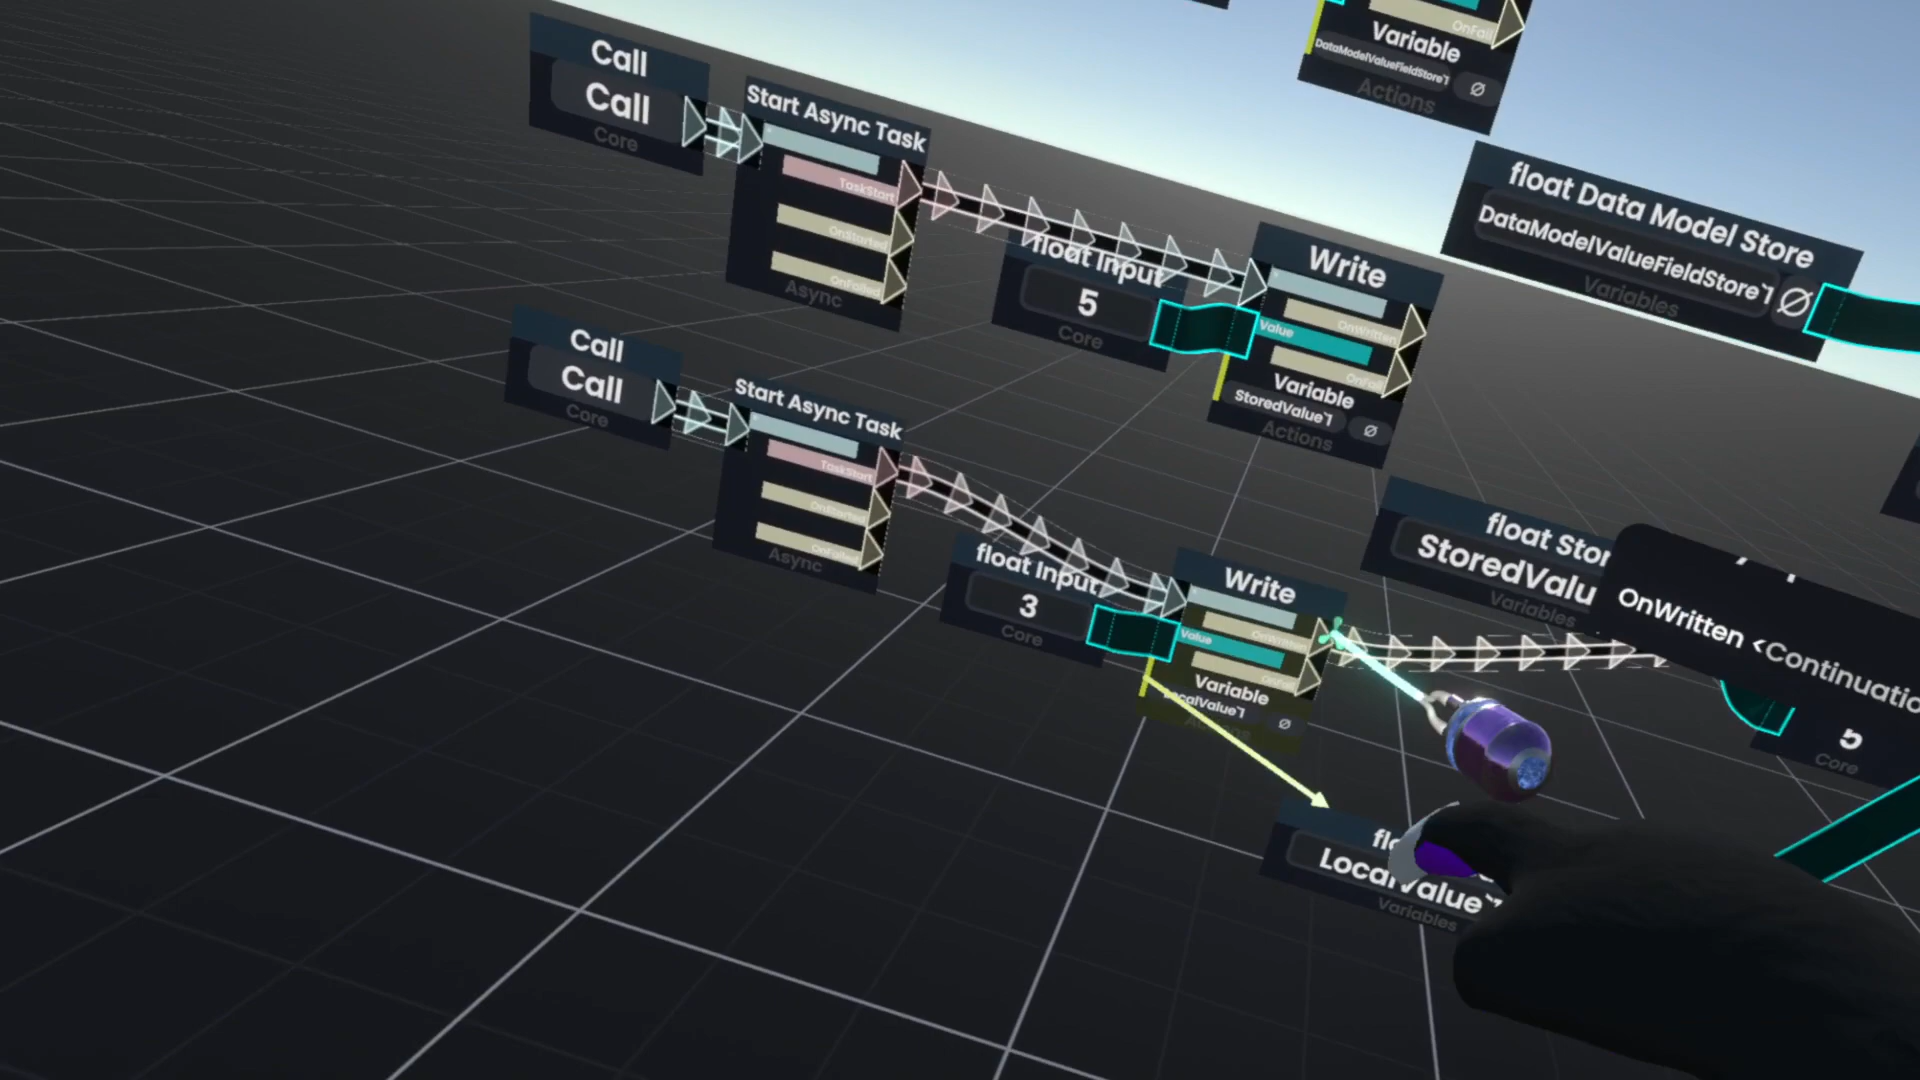 OnFail
Variable
DataModelValueFieldStore`1
Ø
Actions
Call
Call
Core
Start Async Task
*
TaskStart
OnStarted
OnFailed
Async
float Input
5
Core
Write
*
OnWritten
Value
OnFail
Variable
StoredValue`1
Ø
Actions
float Data Model Store
DataModelValueFieldStore`1
Ø
Variables
Call
Call
Core
Start Async Task
TaskStart
OnStarted
OnFailed
Async
float Input
3
Core
Write
*
Value
Variable
Ø
float Stor
StoredValu
Variables
OnWritten <Continuatio
5
Core
LocalValue
Variables